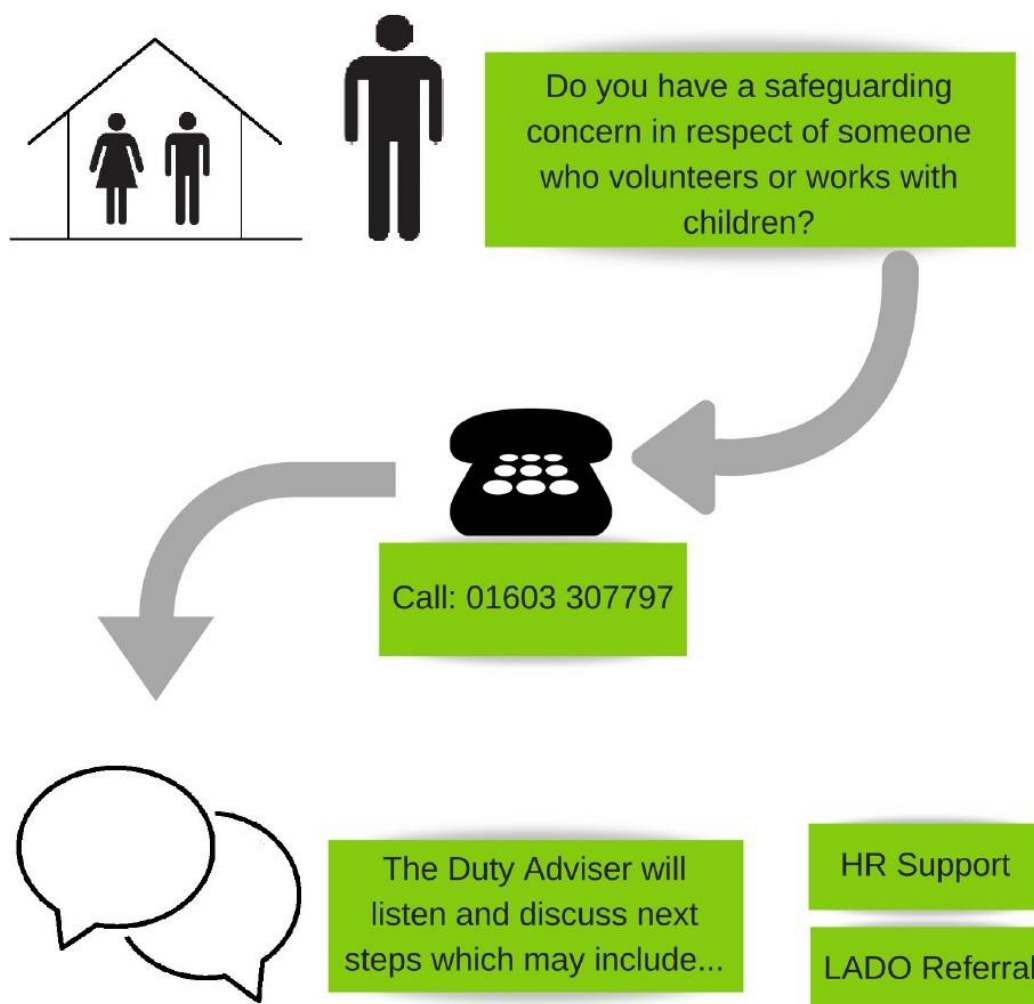 Do you have a safeguarding
concern in respect of someone
who volunteers or works with
children?
Call: 01603 307797
The Duty Adviser will
listen and discuss next
steps which may include...
HR Support
LADO Referral